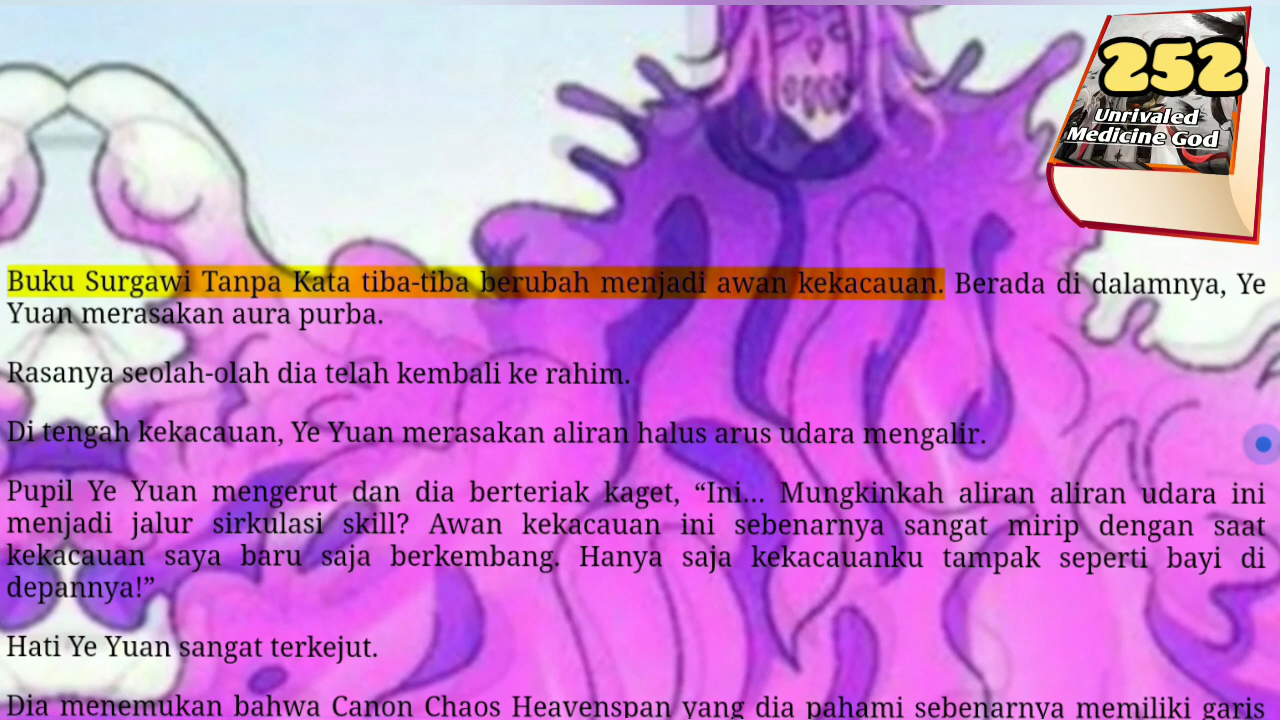 252
Unrivaled
Medicine God
Buku Surgawi Tanpa Kata tiba-tiba berubah menjadi awan kekacauan. Berada di dalamnya, Ye
Yuan merasakan aura purba.
Rasanya seolah-olah dia telah kembali ke rahim.
Di tengah kekacauan, Ye Yuan merasakan aliran halus arus udara mengalir.
Pupil Ye Yuan mengerut dan dia berteriak kaget, “Ini... Mungkinkah aliran aliran udara ini
menjadi jalur sirkulasi skill? Awan kekacauan ini sebenarnya sangat mirip dengan saat
kekacauan saya baru saja berkembang. Hanya saja kekacauanku tampak seperti bayi di
depannya!”
Hati Ye Yuan sangat terkejut.
Dia menemukan bahwa Canon Chaos Heavenspan yang dia pahami sebenarnya memiliki garis